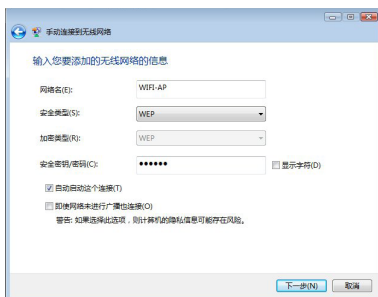 手动连接到无线网络
输入您要添加的无线网络的信息
网络名(E):
WIFI-AP
安全类型(S):
WEP
加密类型(R):
WEP
安全密钥/密码(C):
●●●●●●
显示字符(D)
自动启动这个连接(T)
即使网络未进行广播也连接(O)
警告: 如果选择此选项，则计算机的隐私信息可能存在风险。
下一步(N)
取消